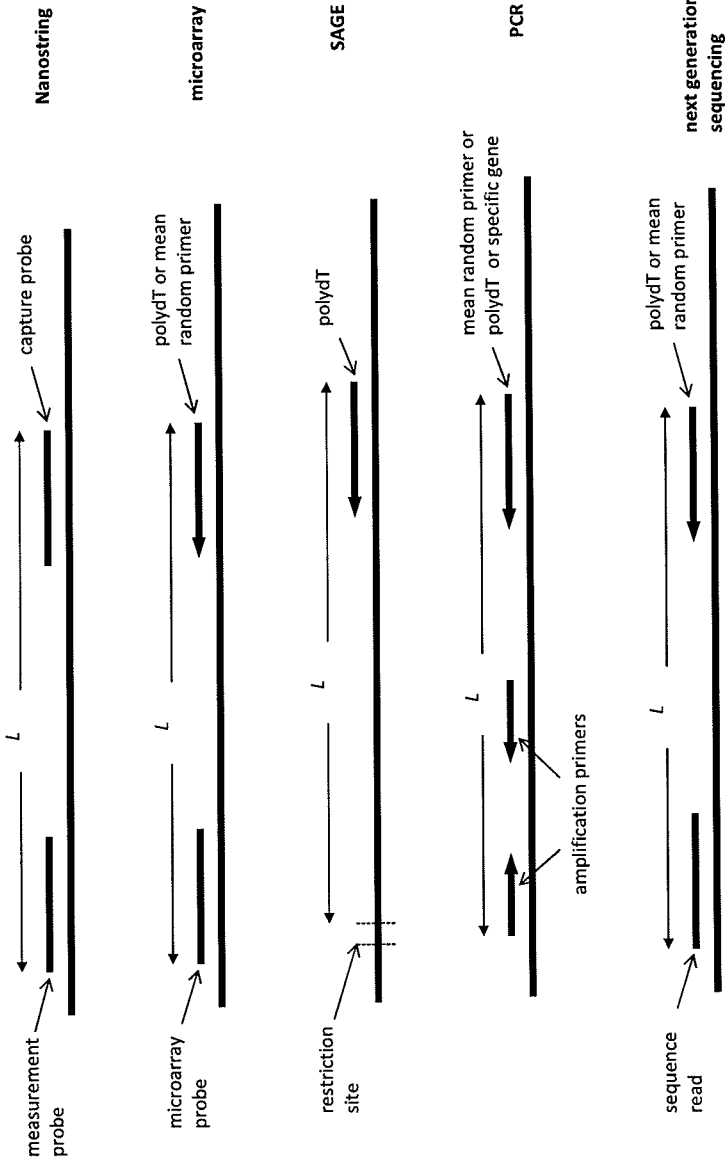 Nanostring
L
capture probe
measurement
probe
microarray
L
polydT or mean
random primer
microarray
probe
SAGE
L
polydT
restriction
site
PCR
mean random primer or
polydT or specific gene
L
amplification primers
next generation
sequencing
polydT or mean
random primer
L
sequence
read